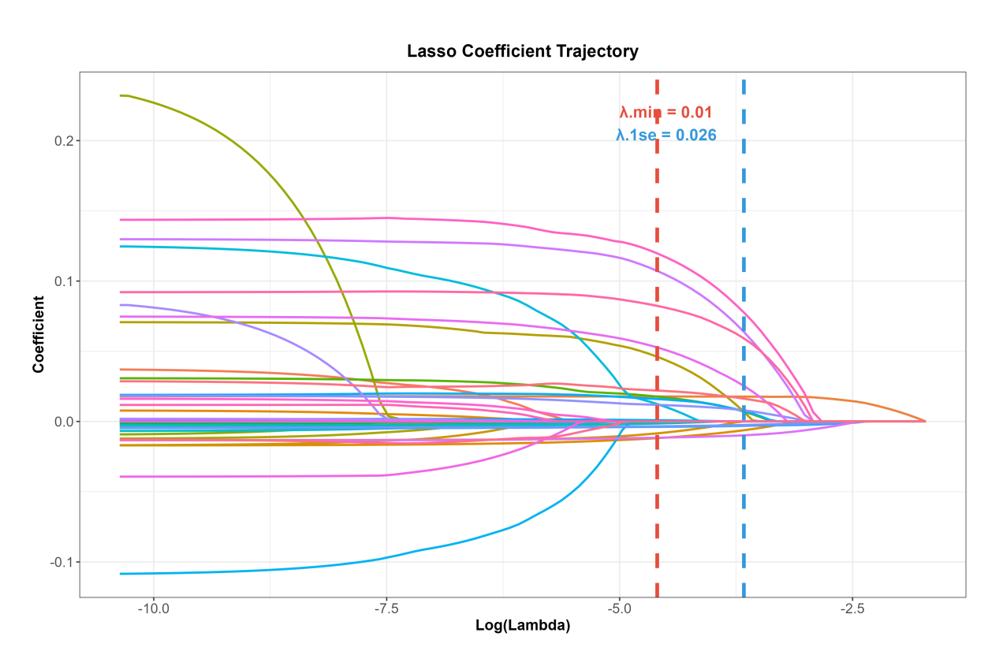 Lasso Coefficient Trajectory
λ.min = 0.01
λ.1se = 0.026
0.2
0.1
0.0
-0.1
Coefficient
-10.0
-7.5
-5.0
-2.5
Log(Lambda)